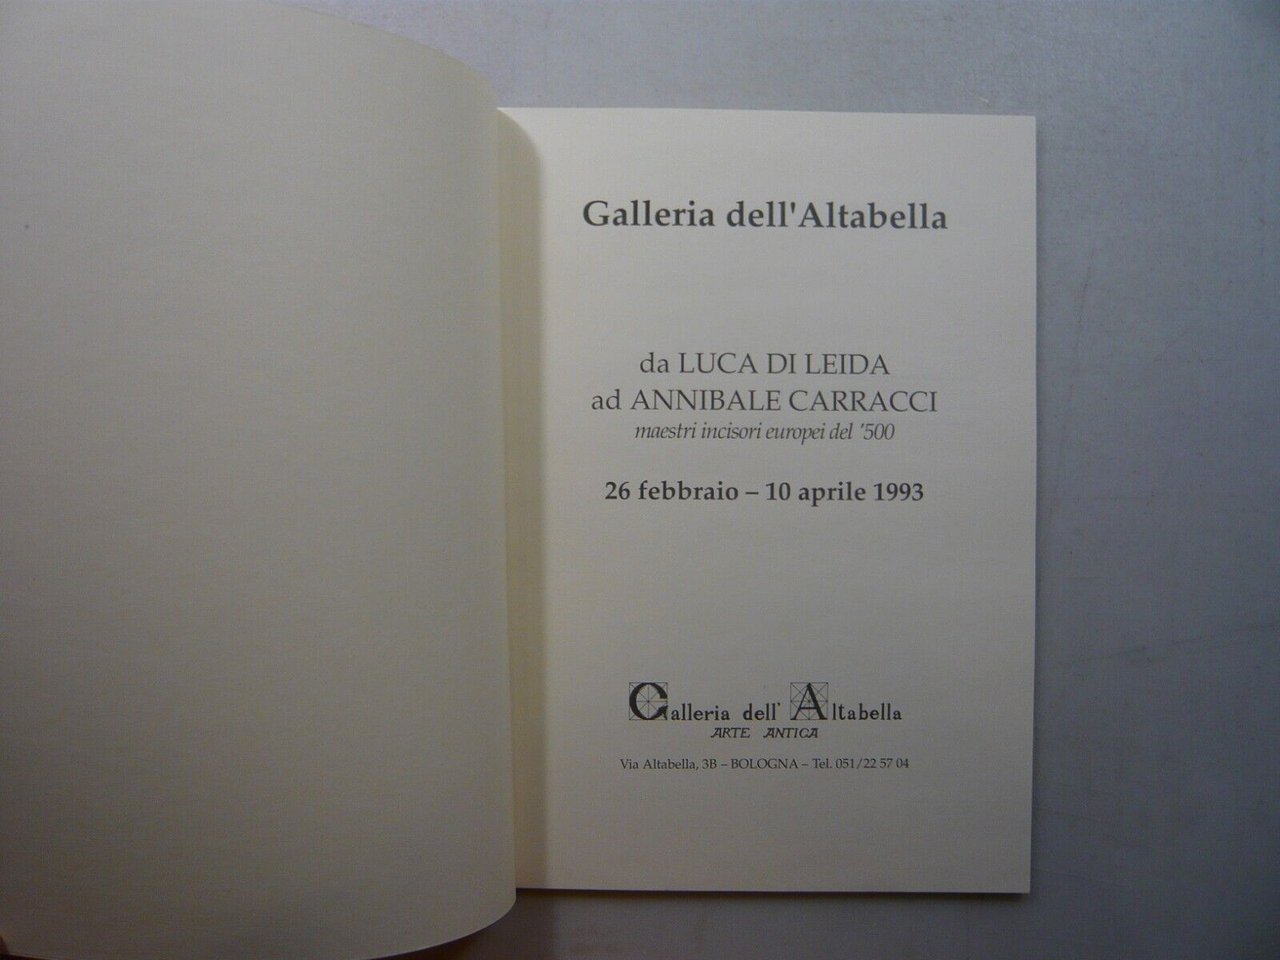 Galleria dell'Altabella
da LUCA DI LEIDA
ad ANNIBALE CARRACCI
maestri incisori europei del '500
26 febbraio – 10 aprile 1993
Galleria dell' Altabella
ARTE ANTICA
Via Altabella, 3B – BOLOGNA – Tel. 051/22 57 04